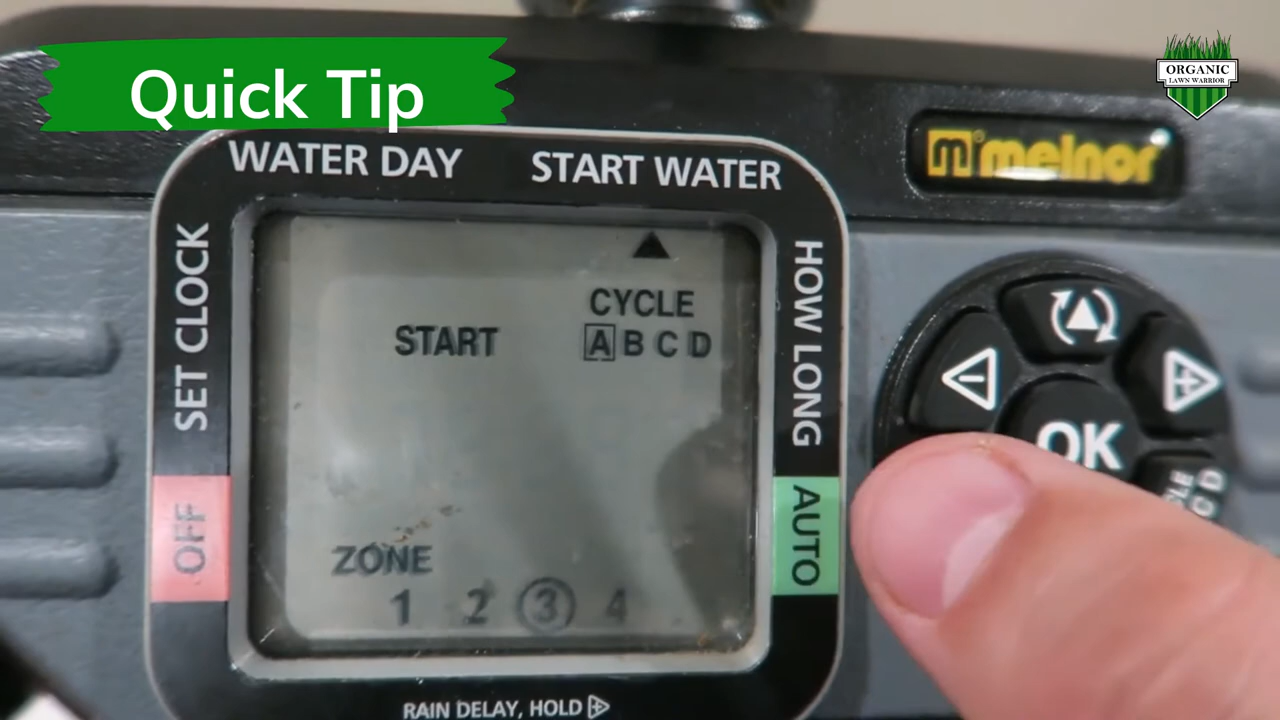 Quick Tip
ORGANIC
LAWN WARRIOR
melnor
WATER DAY
START WATER
SET CLOCK
HOW LONG
CYCLE
START
A B C D
OK
OFF
AUTO
ZONE
1 2 3 4
RAIN DELAY, HOLD